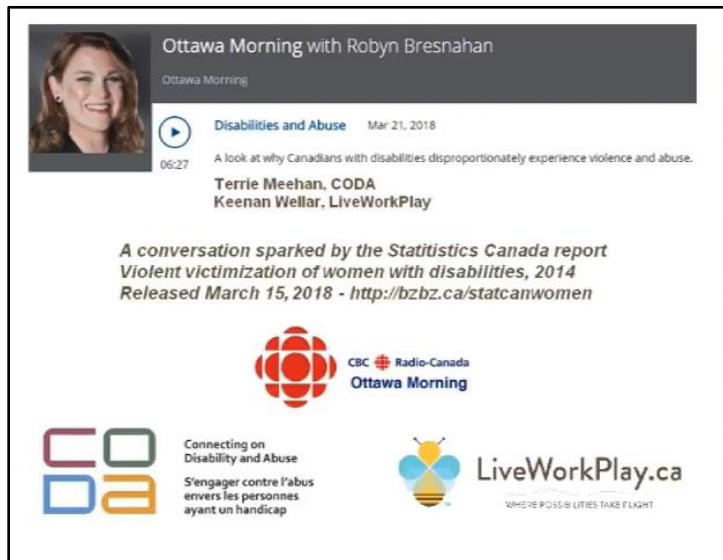 Ottawa Morning with Robyn Bresnahan
Ottawa Morning
Disabilities and Abuse Mar 21, 2018
06:27
A look at why Canadians with disabilities disproportionately experience violence and abuse.
Terrie Meehan, CODA
Keenan Wellar, LiveWorkPlay
A conversation sparked by the Statitistics Canada report
Violent victimization of women with disabilities, 2014
Released March 15, 2018 - http://bzbz.ca/statcanwomen
CBC Radio-Canada
Ottawa Morning
CODa
Connecting on
Disability and Abuse
S'engager contre l'abus
envers les personnes
ayant un handicap
LiveWorkPlay.ca
WHERE POSSIBILITIES TAKE FLIGHT